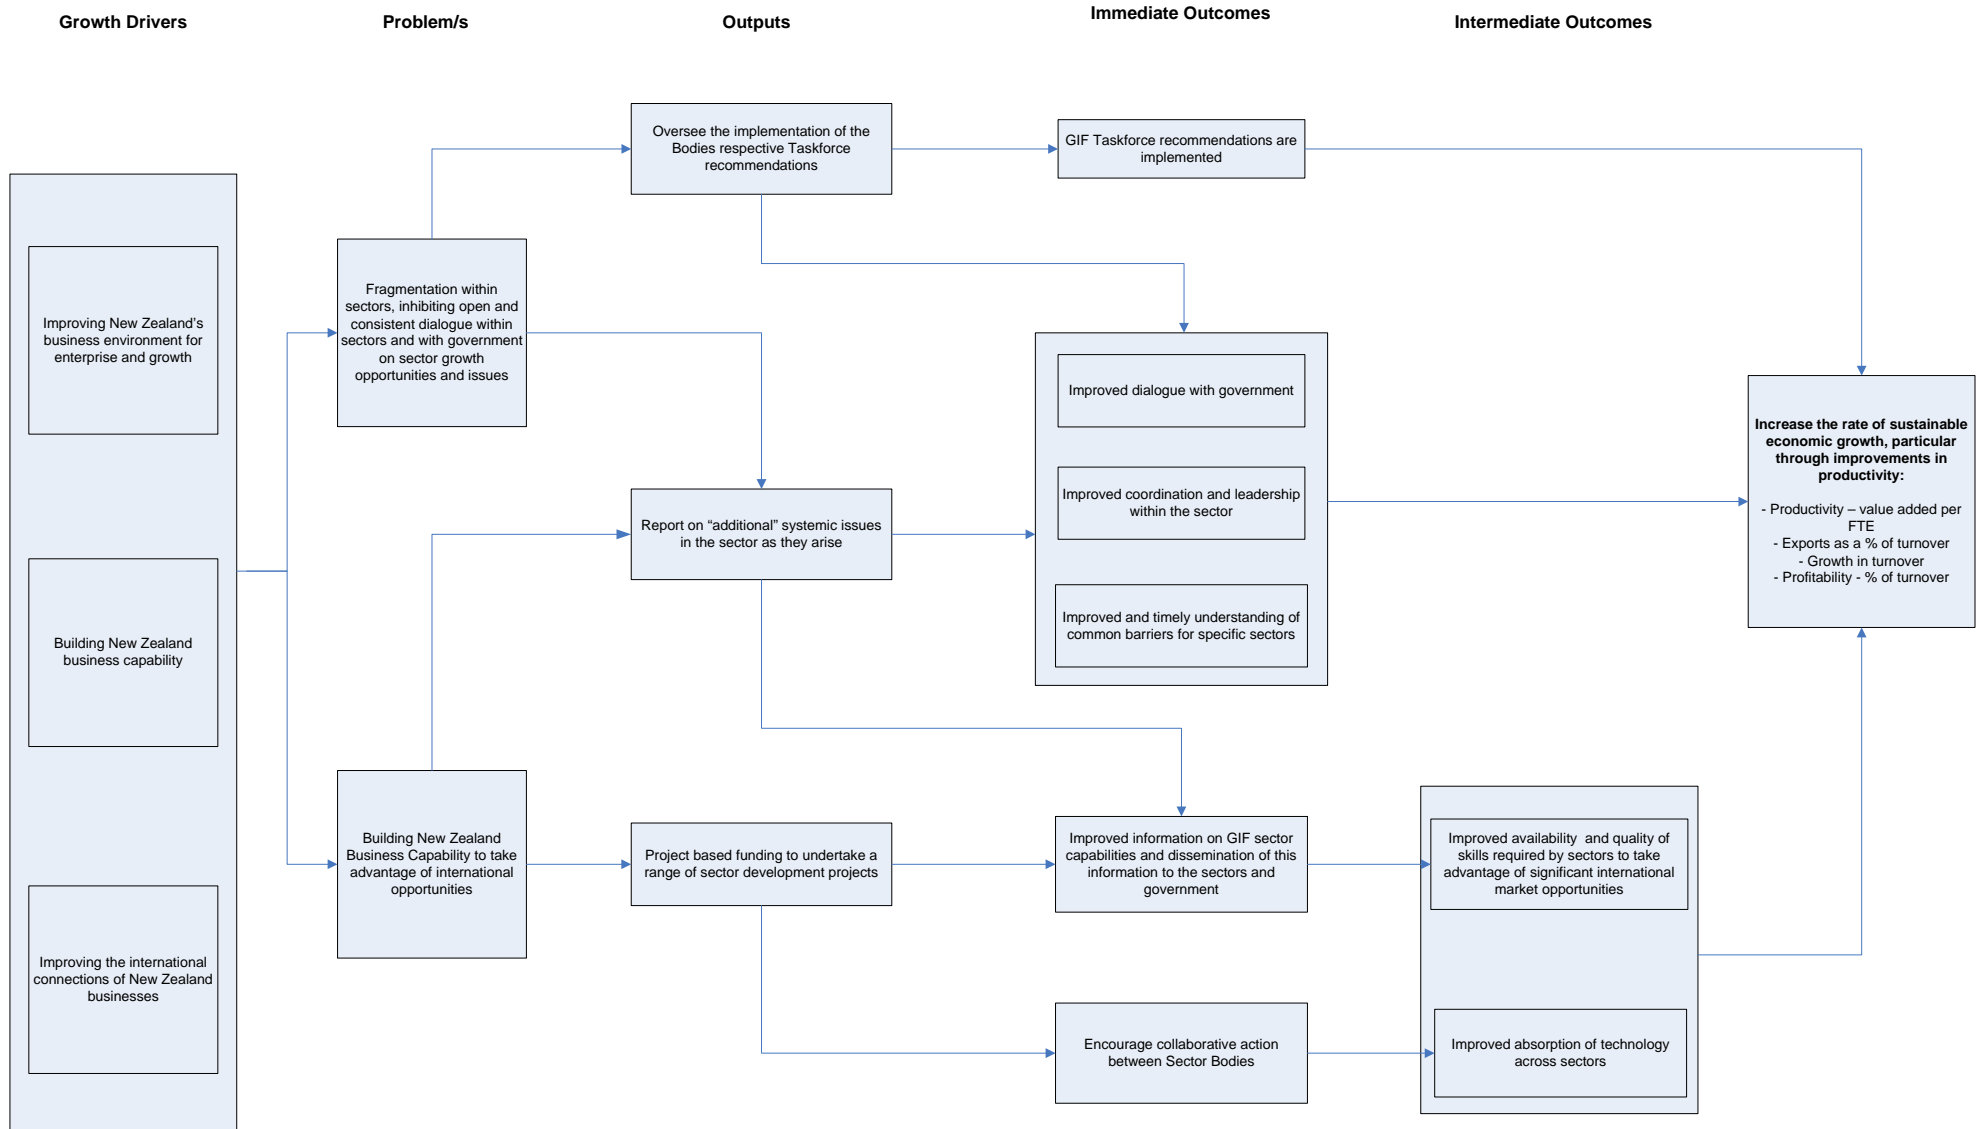 Growth Drivers
Problem/s
Outputs
Immediate Outcomes
Intermediate Outcomes
Improving New Zealand's
business environment for
enterprise and growth
Building New Zealand
business capability
Improving the international
connections of New Zealand
businesses
Fragmentation within
sectors, inhibiting open and
consistent dialogue within
sectors and with government
on sector growth
opportunities and issues
Building New Zealand
Business Capability to take
advantage of international
opportunities
Oversee the implementation of the
Bodies respective Taskforce
recommendations
Report on “additional” systemic issues
in the sector as they arise
Project based funding to undertake a
range of sector development projects
GIF Taskforce recommendations are
implemented
Improved dialogue with government
Improved coordination and leadership
within the sector
Improved and timely understanding of
common barriers for specific sectors
Improved information on GIF sector
capabilities and dissemination of this
information to the sectors and
government
Encourage collaborative action
between Sector Bodies
Improved availability  and quality of
skills required by sectors to take
advantage of significant international
market opportunities
Improved absorption of technology
across sectors
Increase the rate of sustainable
economic growth, particular
through improvements in
productivity:
- Productivity – value added per
FTE
- Exports as a % of turnover
- Growth in turnover
- Profitability - % of turnover